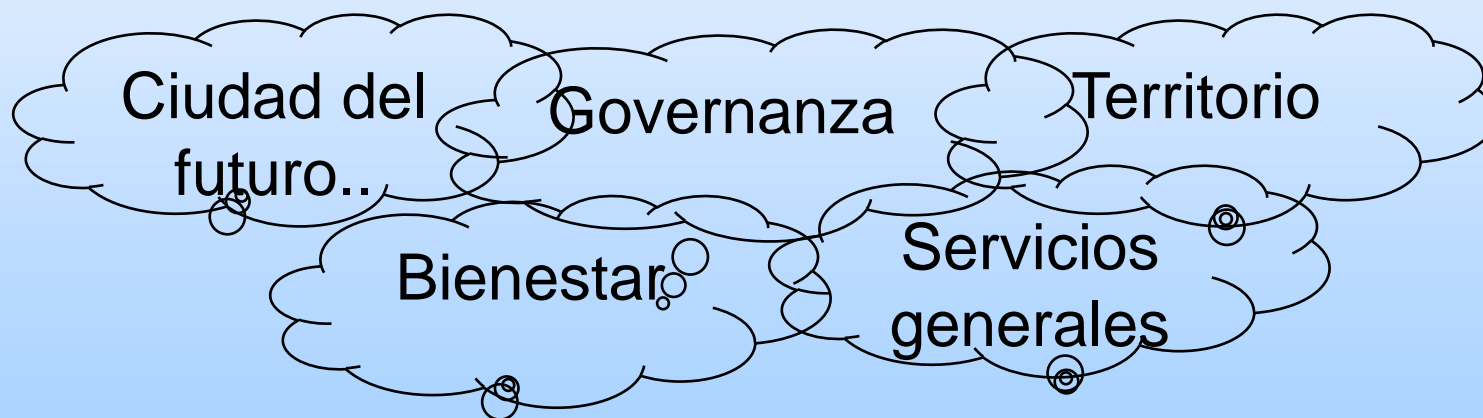 Ciudad del
futuro..
Governanza
Territorio
Bienestar
Servicios
generales